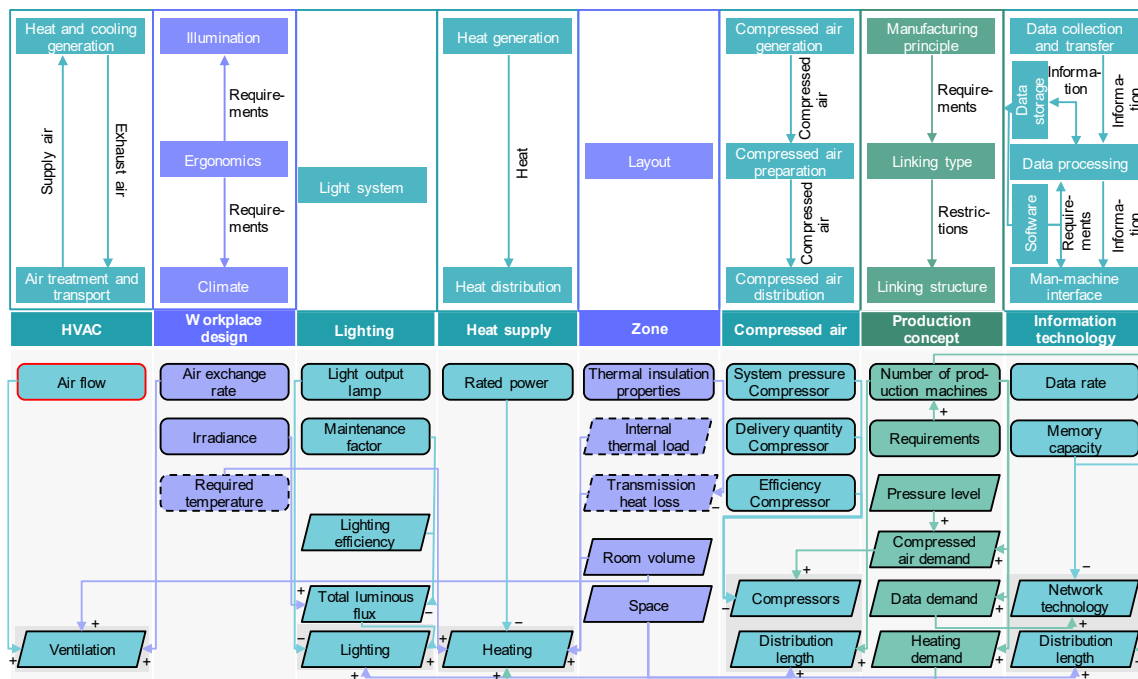 Heat and cooling
generation
Supply air
Exhaust air
Air treatment and
transport
Illumination
Require-
ments
Ergonomics
Require-
ments
Climate
Light system
Heat generation
Heat
Heat distribution
Layout
Compressed air
generation
Compressed
air
Compressed air
preparation
Compressed
air
Compressed air
distribution
Manufacturing
principle
Require-
ments
Linking type
Restric-
tions
Linking structure
Data collection
and transfer
Data
storage
Informa-
tion
Informa-
tion
Data processing
Software
Require-
ments
Informa-
tion
Man-machine
interface
HVAC
Workplace
design
Lighting
Heat supply
Zone
Compressed air
Production
concept
Information
technology
Air flow
+
Ventilation
+
+
Air exchange
rate
Irradiance
Required
temperature
Light output
lamp
Maintenance
factor
Lighting
efficiency
+
Total luminous
flux
−
−
Lighting
+
+
Rated power
−
+
Heating
+
+
Thermal insulation
properties
Internal
thermal load
Transmission
heat loss
−
Room volume
Space
System pressure
Compressor
Delivery quantity
Compressor
Efficiency
Compressor
+
Compressors
−
Distribution
length
+
+
Number of pro-
duction machines
+
Requirements
Pressure level
+
Compressed
air demand
+
Data demand
+
Heating
demand
+
Data rate
Memory
capacity
−
Network
technology
+
Distribution
length
+
+